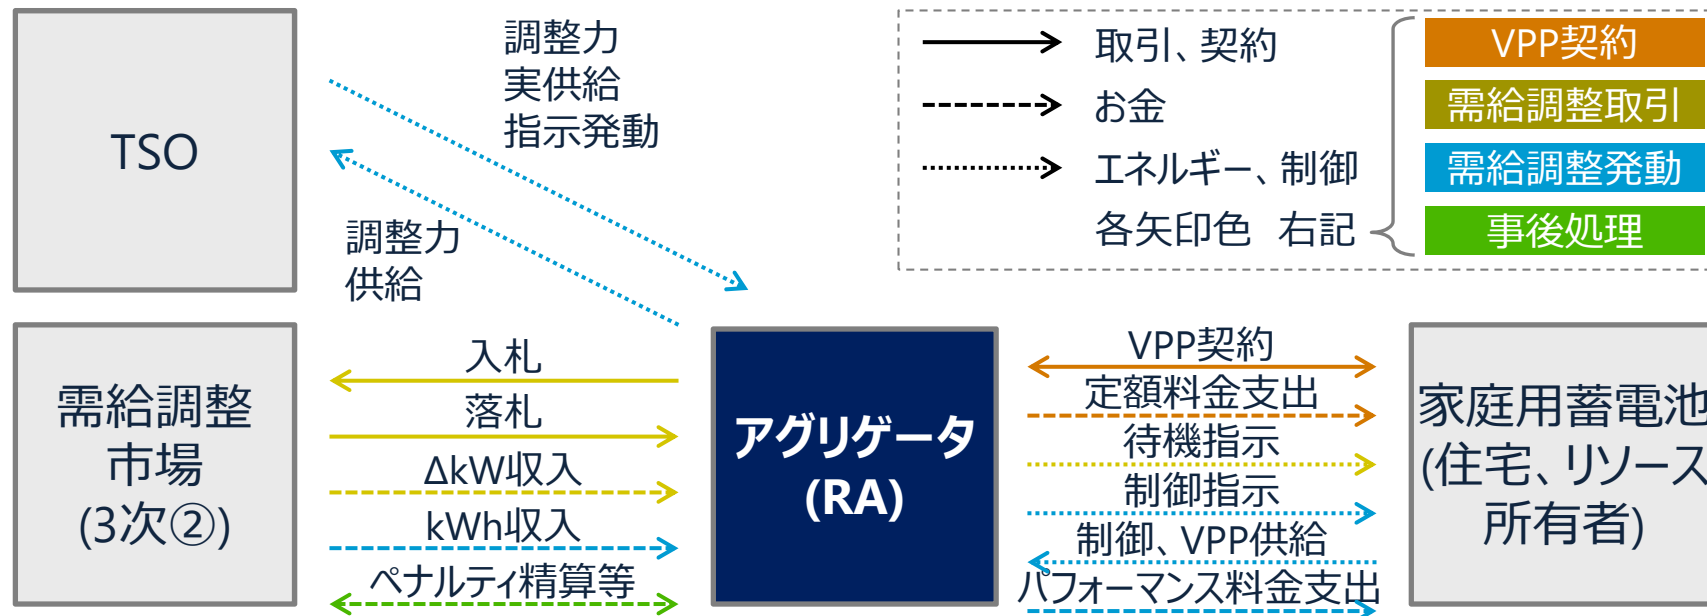 TSO
調整力
実供給
指示発動
調整力
供給
取引、契約
お金
エネルギー、制御
各矢印色 右記
VPP契約
需給調整取引
需給調整発動
事後処理
需給調整
市場
(3次②)
入札
落札
ΔkW収入
kWh収入
ペナルティ精算等
アグリゲータ
(RA)
VPP契約
定額料金支出
待機指示
制御指示
制御、VPP供給
パフォーマンス料金支出
家庭用蓄電池
(住宅、リソース
所有者)